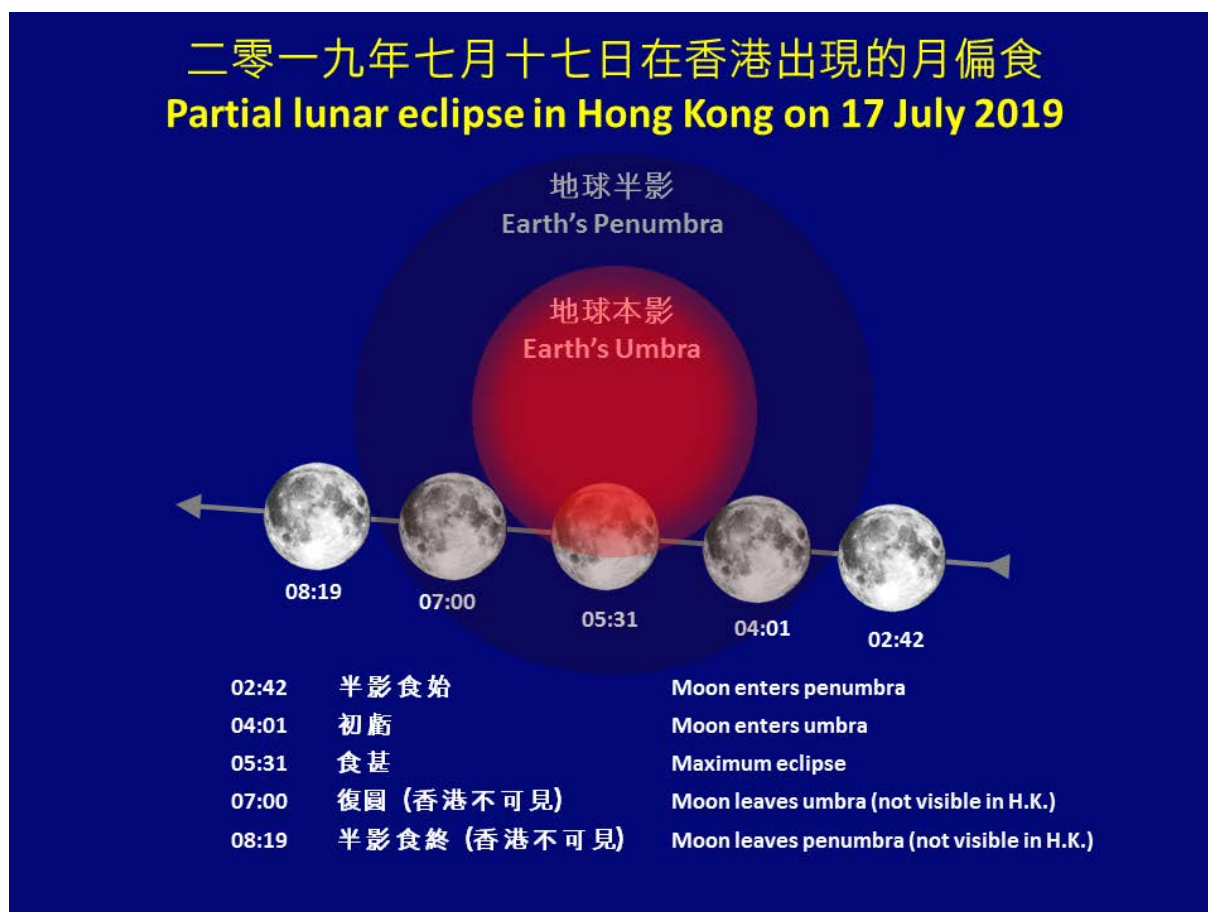 二零一九年七月十七日在香港出現的月偏食
Partial lunar eclipse in Hong Kong on 17 July 2019
地球半影
Earth's Penumbra
地球本影
Earth's Umbra
08:19
07:00
05:31
04:01
02:42
02:42 半影食始 Moon enters penumbra
04:01 初虧 Moon enters umbra
05:31 食甚 Maximum eclipse
07:00 復圓 (香港不可見) Moon leaves umbra (not visible in H.K.)
08:19 半影食終 (香港不可見) Moon leaves penumbra (not visible in H.K.)